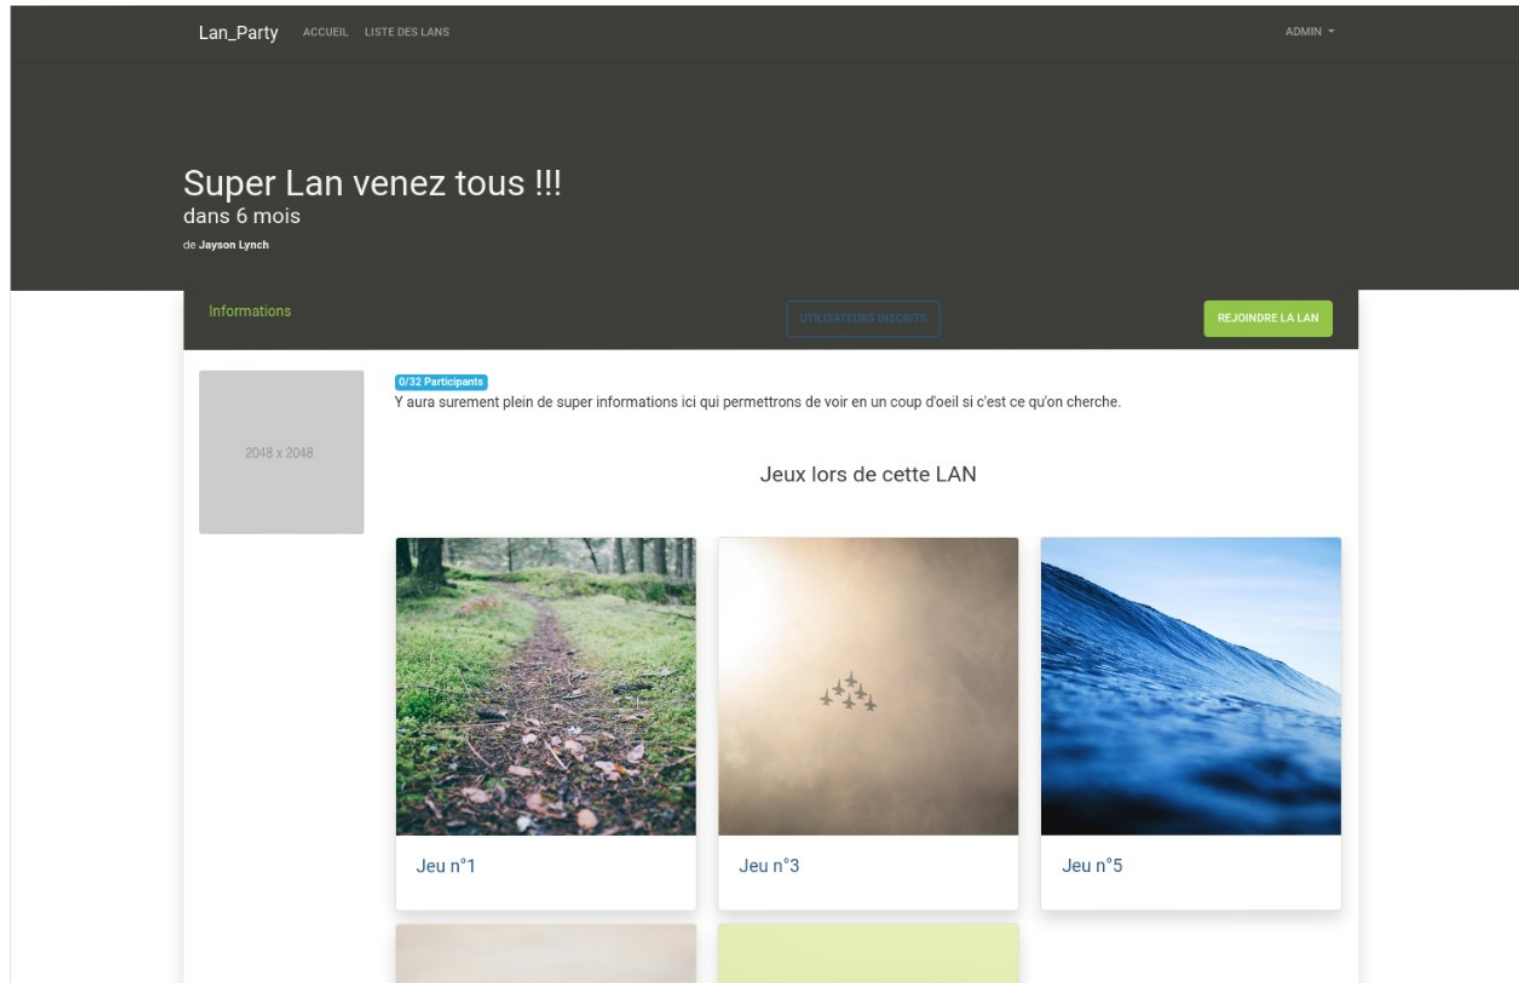 Lan_Party ACCUEIL LISTE DES LANS ADMIN
Super Lan venez tous !!!
dans 6 mois
de Jayson Lynch
Informations UTILISATEURS INSCRITS REJOINDRE LA LAN
0/32 Participants
Y aura surement plein de super informations ici qui permettrons de voir en un coup d'oeil si c'est ce qu'on cherche.
2048 x 2048
Jeux lors de cette LAN
Jeu n°1 Jeu n°3 Jeu n°5